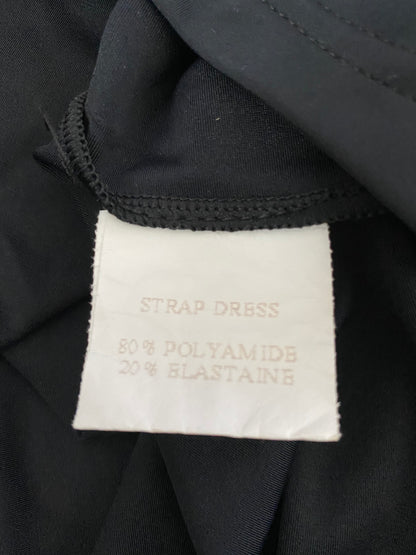 STRAP DRESS
80% POLYAMIDE
20% ELASTAINE